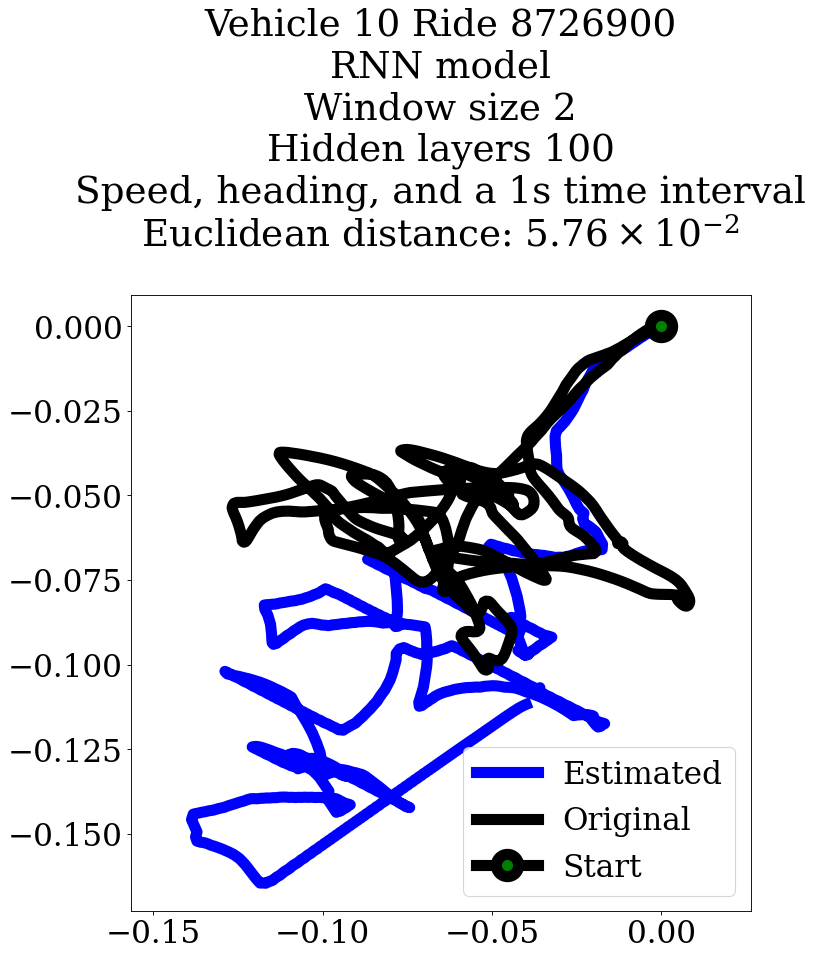 Vehicle 10 Ride 8726900
RNN model
Window size 2
Hidden layers 100
Speed, heading, and a 1s time interval
Euclidean distance: 5.76 × 10⁻²
0.000
−0.025
−0.050
−0.075
−0.100
−0.125
−0.150
Estimated
Original
Start
−0.15 −0.10 −0.05 0.00